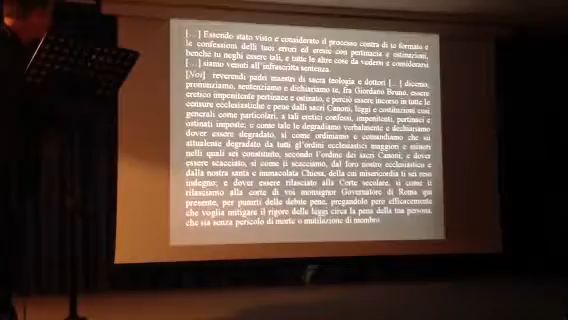 [...] Essendo stato visto e considerato il processo contra di te formato e
le confessioni delli tuoi errori ed eresie con pertinacia e ostinazioni,
benchè tu neghi essere tali, e tutte le altre cose da vedersi e considerarsi
[...] siamo venuti all'infrascritta sentenza.
[Noi] reverendi padri maestri di sacra teologia e dottori [...] dicemo,
pronunziamo, sentenziamo e dichiariamo te, fra Giordano Bruno, essere
eretico impenitente pertinace e ostinato, e perciò essere incorso in tutte le
censure ecclesiastiche e pene dalli sacri Canoni, leggi e costituzioni così
generali come particolari, a tali eretici confessi, impenitenti, pertinaci e
ostinati imposte; e come tale te degradiamo verbalmente e dechiariamo
dover essere degradato, sì come ordiniamo e comandiamo che sii
attualmente degradato da tutti gl'ordini ecclesiastici maggiori e minori
nelli quali sei constituito, secondo l'ordine dei sacri Canoni; e dover
essere scacciato, sì come ti scacciamo, dal foro nostro ecclesiastico e
dalla nostra santa e immacolata Chiesa, della cui misericordia ti sei reso
indegno; e dover essere rilasciato alla Corte secolare, sì come ti
rilasciamo alla corte di voi monsignor Governatore di Roma qui
presente, per punirti delle debite pene, pregandolo però efficacemente
che voglia mitigare il rigore delle leggi circa la pena della tua persona,
che sia senza pericolo di morte o mutilazione di membro.